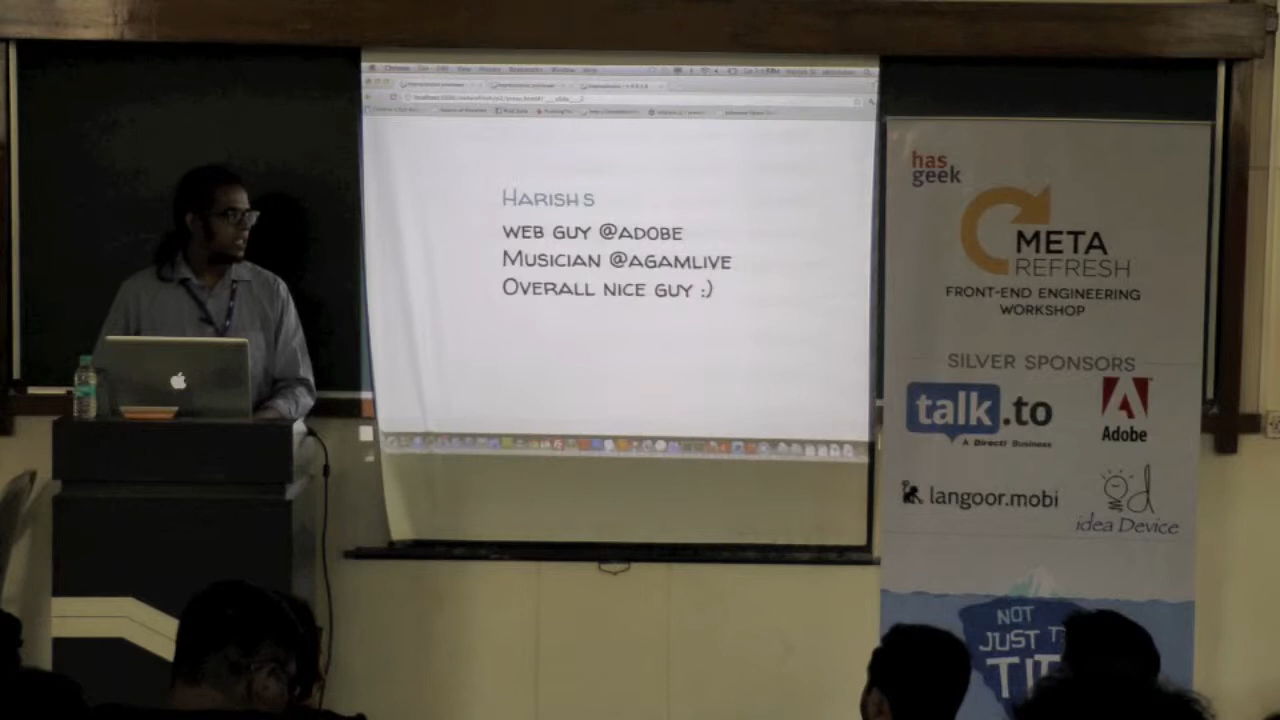 HARISH S
WEB GUY @ADOBE
MUSICIAN @AGAMLIVE
OVERALL NICE GUY :)
has
geek
META
REFRESH
FRONT-END ENGINEERING
WORKSHOP
SILVER SPONSORS
talk.to
A Directi Business
Adobe
langoor.mobi
idea Device
NOT
JUST